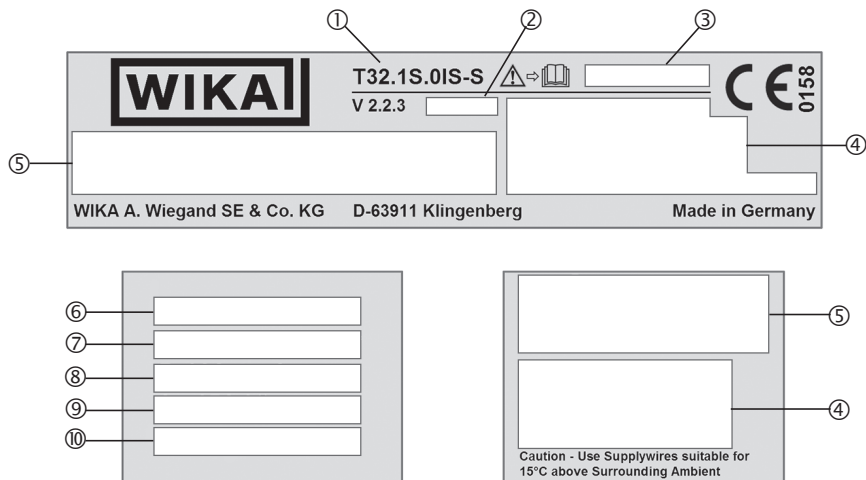 ① ② ③
WIKA T32.1S.0IS-S 0158
V 2.2.3
④
⑤
WIKA A. Wiegand SE & Co. KG D-63911 Klingenberg Made in Germany
⑥
⑦
⑧
⑨
⑩
⑤
④
Caution - Use Supplywires suitable for
15°C above Surrounding Ambient